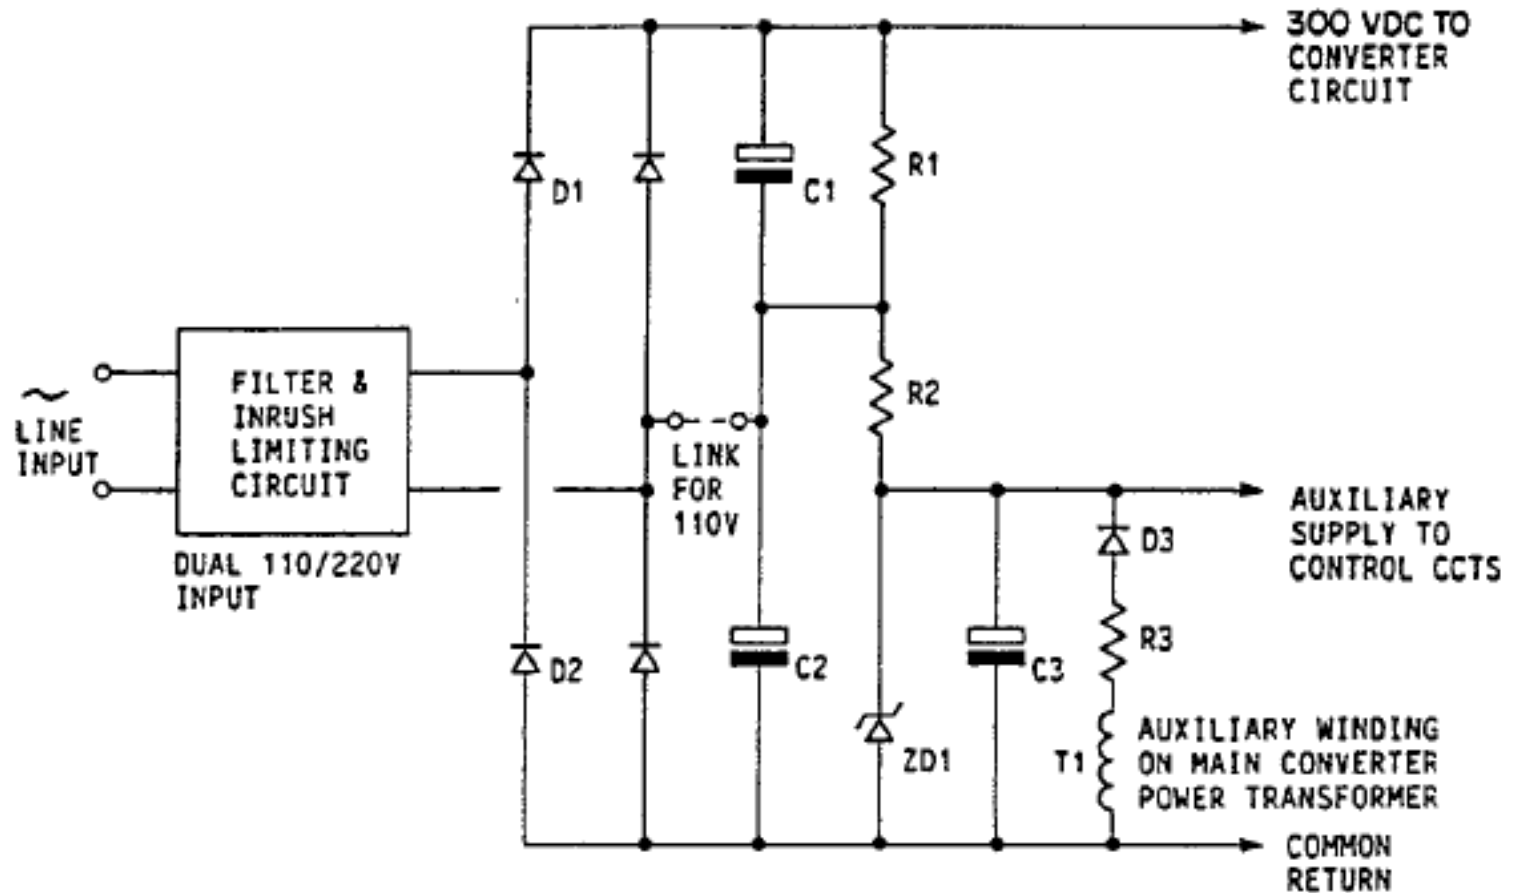 300 VDC TO
CONVERTER
CIRCUIT
D1
C1
R1
~
LINE
INPUT
FILTER &
INRUSH
LIMITING
CIRCUIT
DUAL 110/220V
INPUT
LINK
FOR
110V
R2
AUXILIARY
SUPPLY TO
CONTROL CCTS
D3
R3
D2
C2
C3
ZD1
T1
AUXILIARY WINDING
ON MAIN CONVERTER
POWER TRANSFORMER
COMMON
RETURN